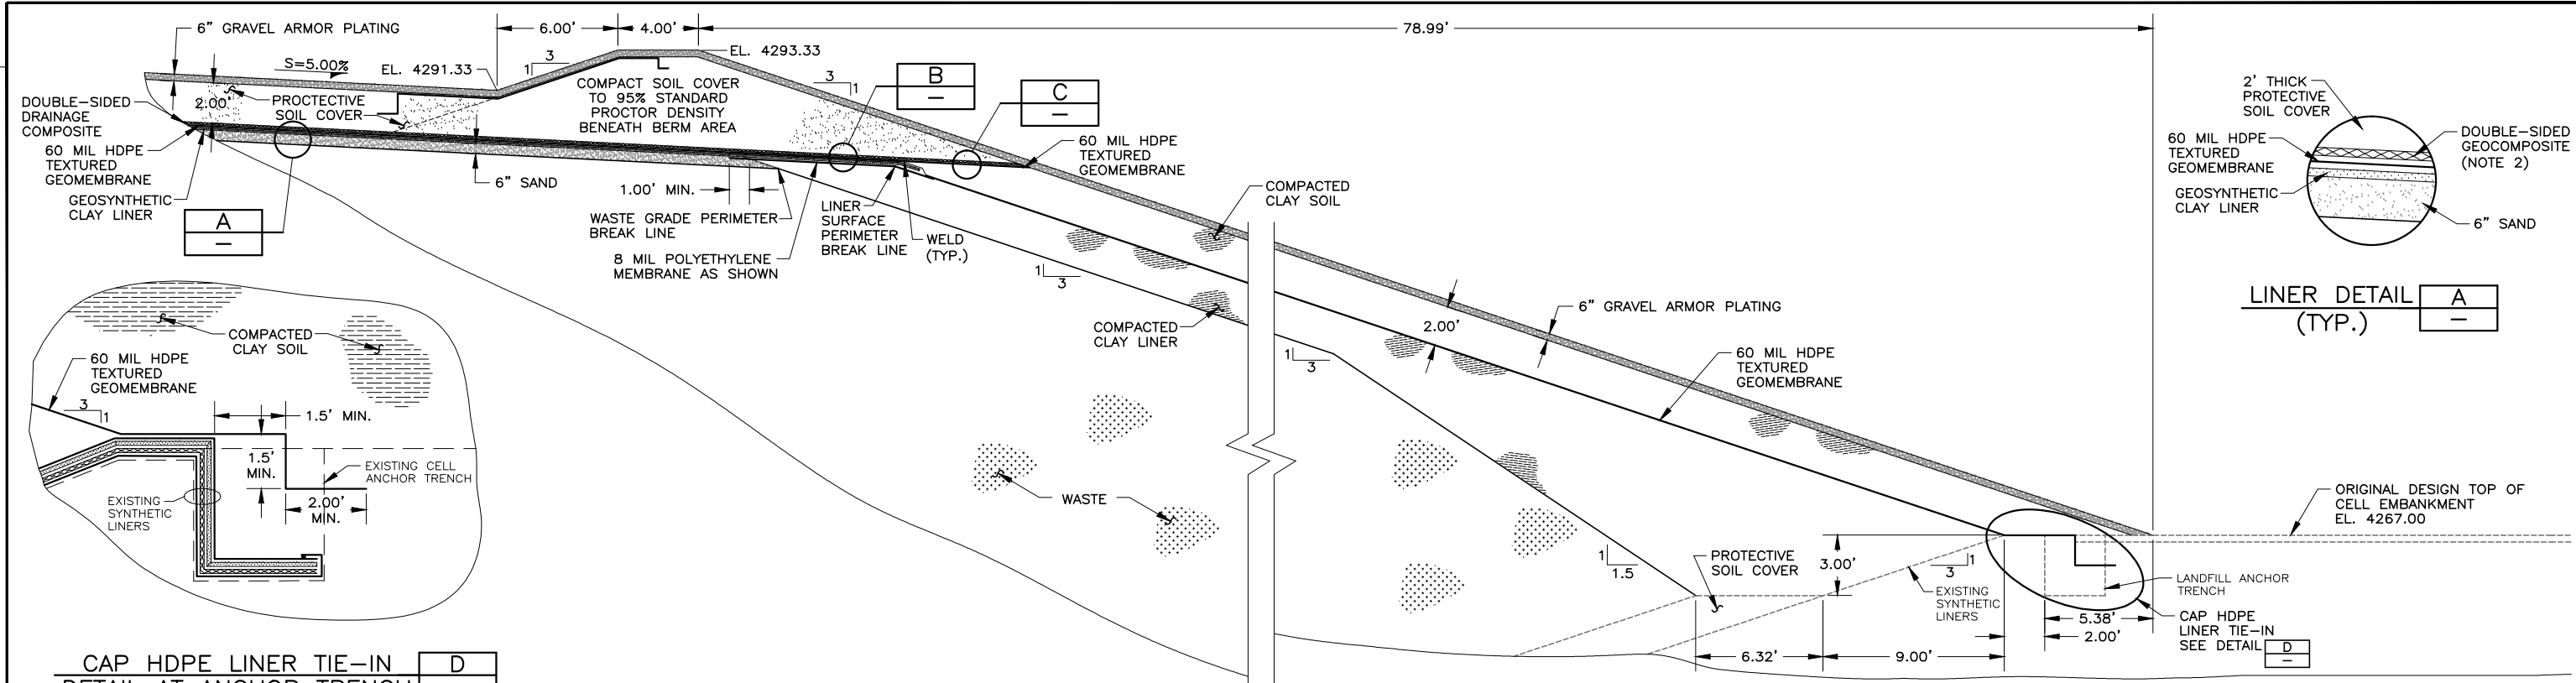 6" GRAVEL ARMOR PLATING
S=5.00%
EL. 4291.33
6.00'
4.00'
78.99'
EL. 4293.33
3
1
3
1
DOUBLE-SIDED
DRAINAGE
COMPOSITE
2.00'
PROCTECTIVE
SOIL COVER
COMPACT SOIL COVER
TO 95% STANDARD
PROCTOR DENSITY
BENEATH BERM AREA
B
–
C
–
60 MIL HDPE
TEXTURED
GEOMEMBRANE
GEOSYNTHETIC
CLAY LINER
A
–
6" SAND
1.00' MIN.
WASTE GRADE PERIMETER
BREAK LINE
8 MIL POLYETHYLENE
MEMBRANE AS SHOWN
LINER
SURFACE
PERIMETER
BREAK LINE
WELD
(TYP.)
60 MIL HDPE
TEXTURED
GEOMEMBRANE
COMPACTED
CLAY SOIL
1
3
COMPACTED
CLAY LINER
1
3
2.00'
6" GRAVEL ARMOR PLATING
60 MIL HDPE
TEXTURED
GEOMEMBRANE
WASTE
1
1.5
PROTECTIVE
SOIL COVER
3.00'
EXISTING
SYNTHETIC
LINERS
3
1
6.32'
9.00'
5.38'
2.00'
ORIGINAL DESIGN TOP OF
CELL EMBANKMENT
EL. 4267.00
LANDFILL ANCHOR
TRENCH
CAP HDPE
LINER TIE-IN
SEE DETAIL
D
–
2' THICK
PROTECTIVE
SOIL COVER
60 MIL HDPE
TEXTURED
GEOMEMBRANE
GEOSYNTHETIC
CLAY LINER
DOUBLE-SIDED
GEOCOMPOSITE
(NOTE 2)
6" SAND
LINER DETAIL
(TYP.)
A
–
COMPACTED
CLAY SOIL
60 MIL HDPE
TEXTURED
GEOMEMBRANE
3
1
1.5' MIN.
1.5'
MIN.
EXISTING CELL
ANCHOR TRENCH
2.00'
MIN.
EXISTING
SYNTHETIC
LINERS
CAP HDPE LINER TIE-IN
DETAIL AT ANCHOR TRENCH
D